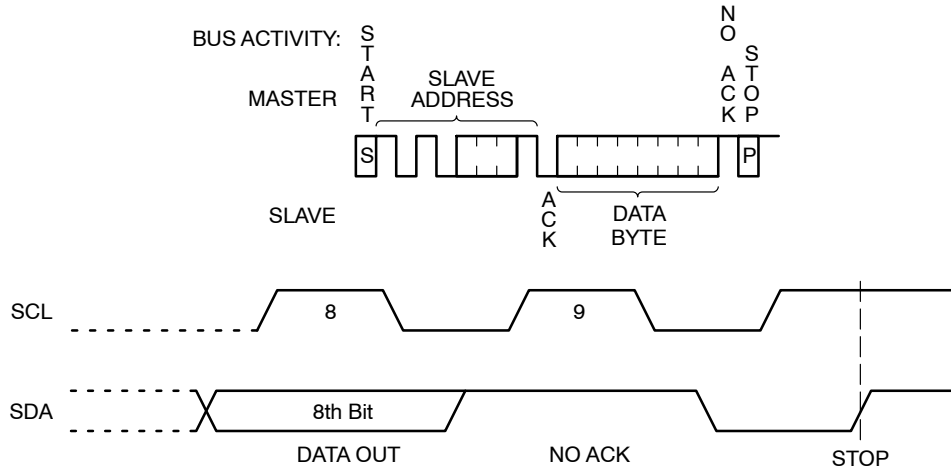 BUS ACTIVITY:
MASTER
START
SLAVE
ADDRESS
NO ACK
STOP
S
P
SLAVE
ACK
DATA
BYTE
SCL
8
9
SDA
8th Bit
DATA OUT
NO ACK
STOP